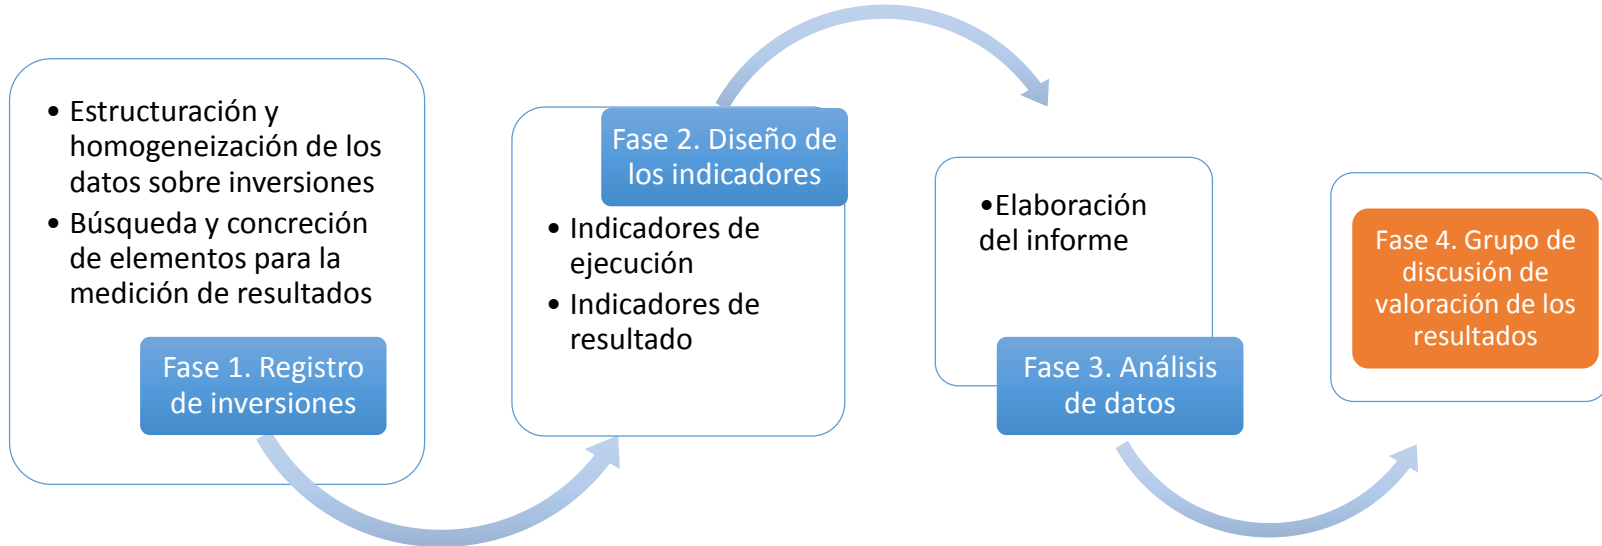 • Estructuración y
homogeneización de los
datos sobre inversiones
• Búsqueda y concreción
de elementos para la
medición de resultados
Fase 1. Registro
de inversiones
Fase 2. Diseño de
los indicadores
• Indicadores de
ejecución
• Indicadores de
resultado
•Elaboración
del informe
Fase 3. Análisis
de datos
Fase 4. Grupo de
discusión de
valoración de los
resultados